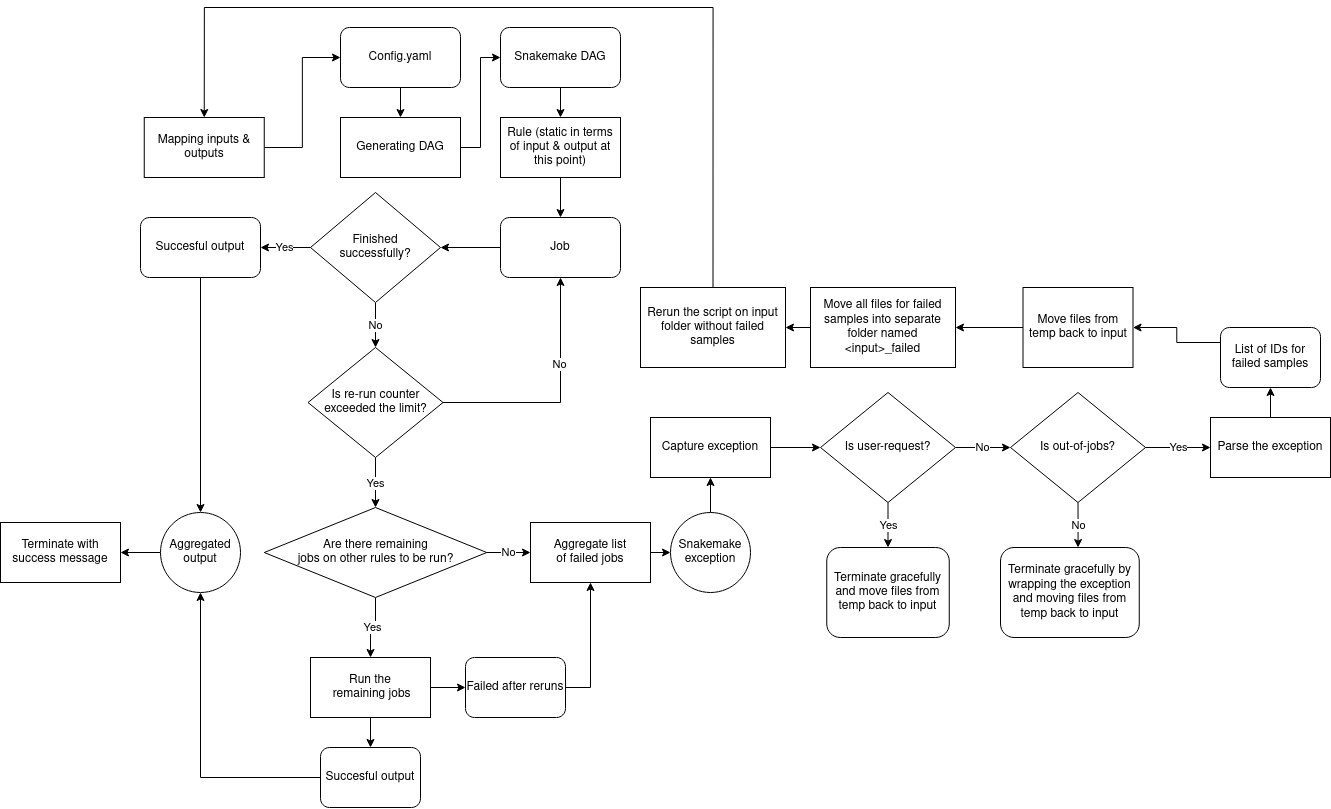 Config.yaml
Snakemake DAG
Mapping inputs &
outputs
Generating DAG
Rule (static in terms
of input & output at
this point)
Succesful output
Yes
Finished
successfully?
Job
No
Is re-run counter
exceeded the limit?
No
Yes
Rerun the script on input
folder without failed
samples
Move all files for failed
samples into separate
folder named
<input>_failed
Move files from
temp back to input
List of IDs for
failed samples
Capture exception
Is user-request?
No
Is out-of-jobs?
Yes
Parse the exception
Yes
No
Terminate with
success message
Aggregated
output
Are there remaining
jobs on other rules to be run?
No
Aggregate list
of failed jobs
Snakemake
exception
Terminate gracefully
and move files from
temp back to input
Terminate gracefully by
wrapping the exception
and moving files from
temp back to input
Yes
Run the
remaining jobs
Failed after reruns
Succesful output